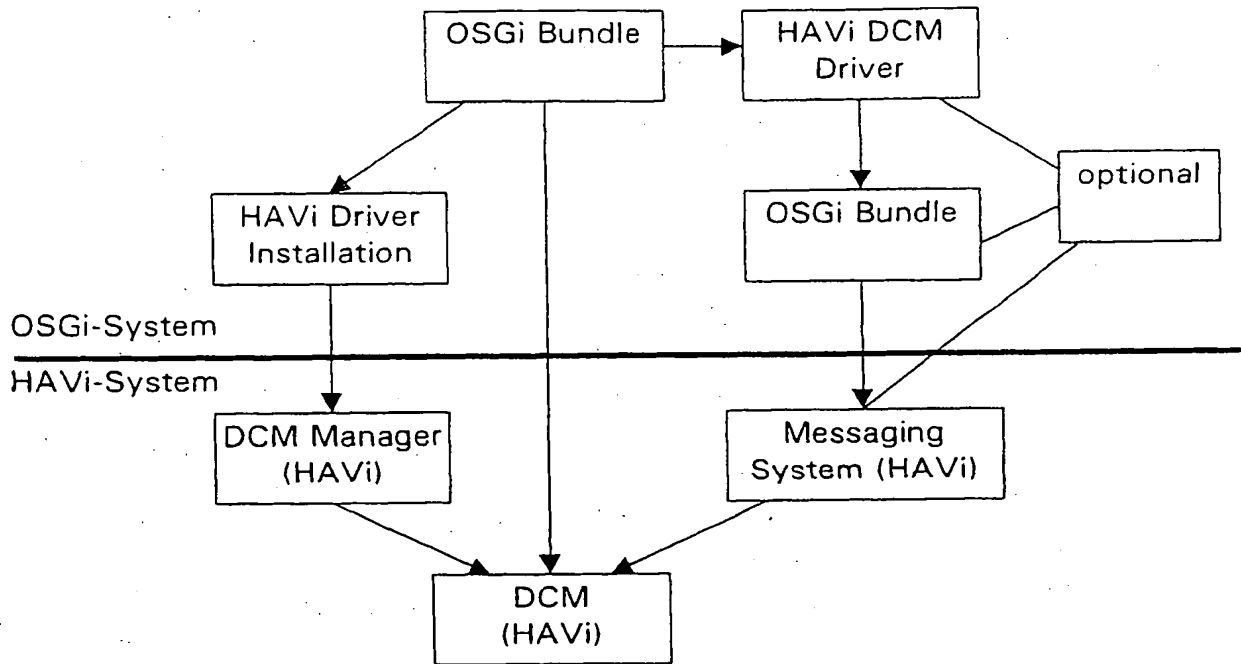 OSGi Bundle
HAVi DCM
Driver
optional
HAVi Driver
Installation
OSGi Bundle
OSGi-System
HAVi-System
DCM Manager
(HAVi)
Messaging
System (HAVi)
DCM
(HAVi)